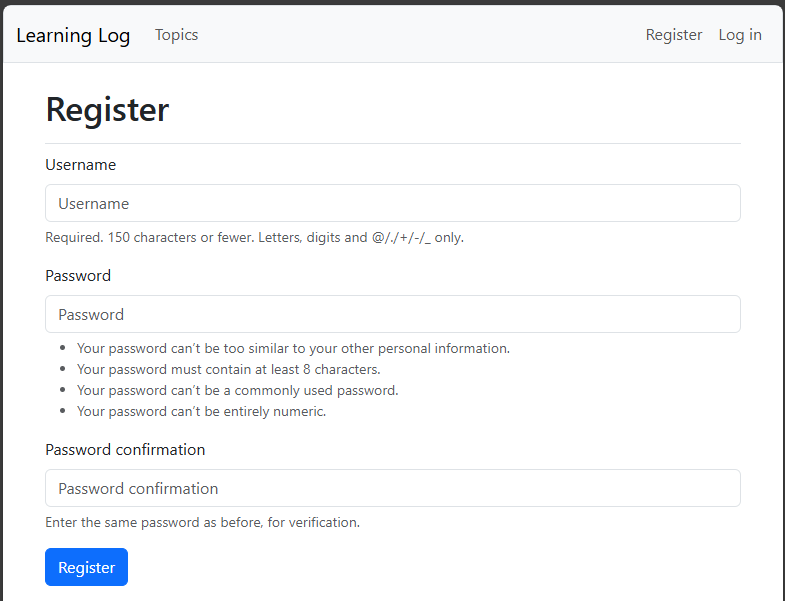 Learning Log Topics Register Log in
Register
Username
Username
Required. 150 characters or fewer. Letters, digits and @/./+/-/_ only.
Password
Password
Your password can’t be too similar to your other personal information.
Your password must contain at least 8 characters.
Your password can’t be a commonly used password.
Your password can’t be entirely numeric.
Password confirmation
Password confirmation
Enter the same password as before, for verification.
Register